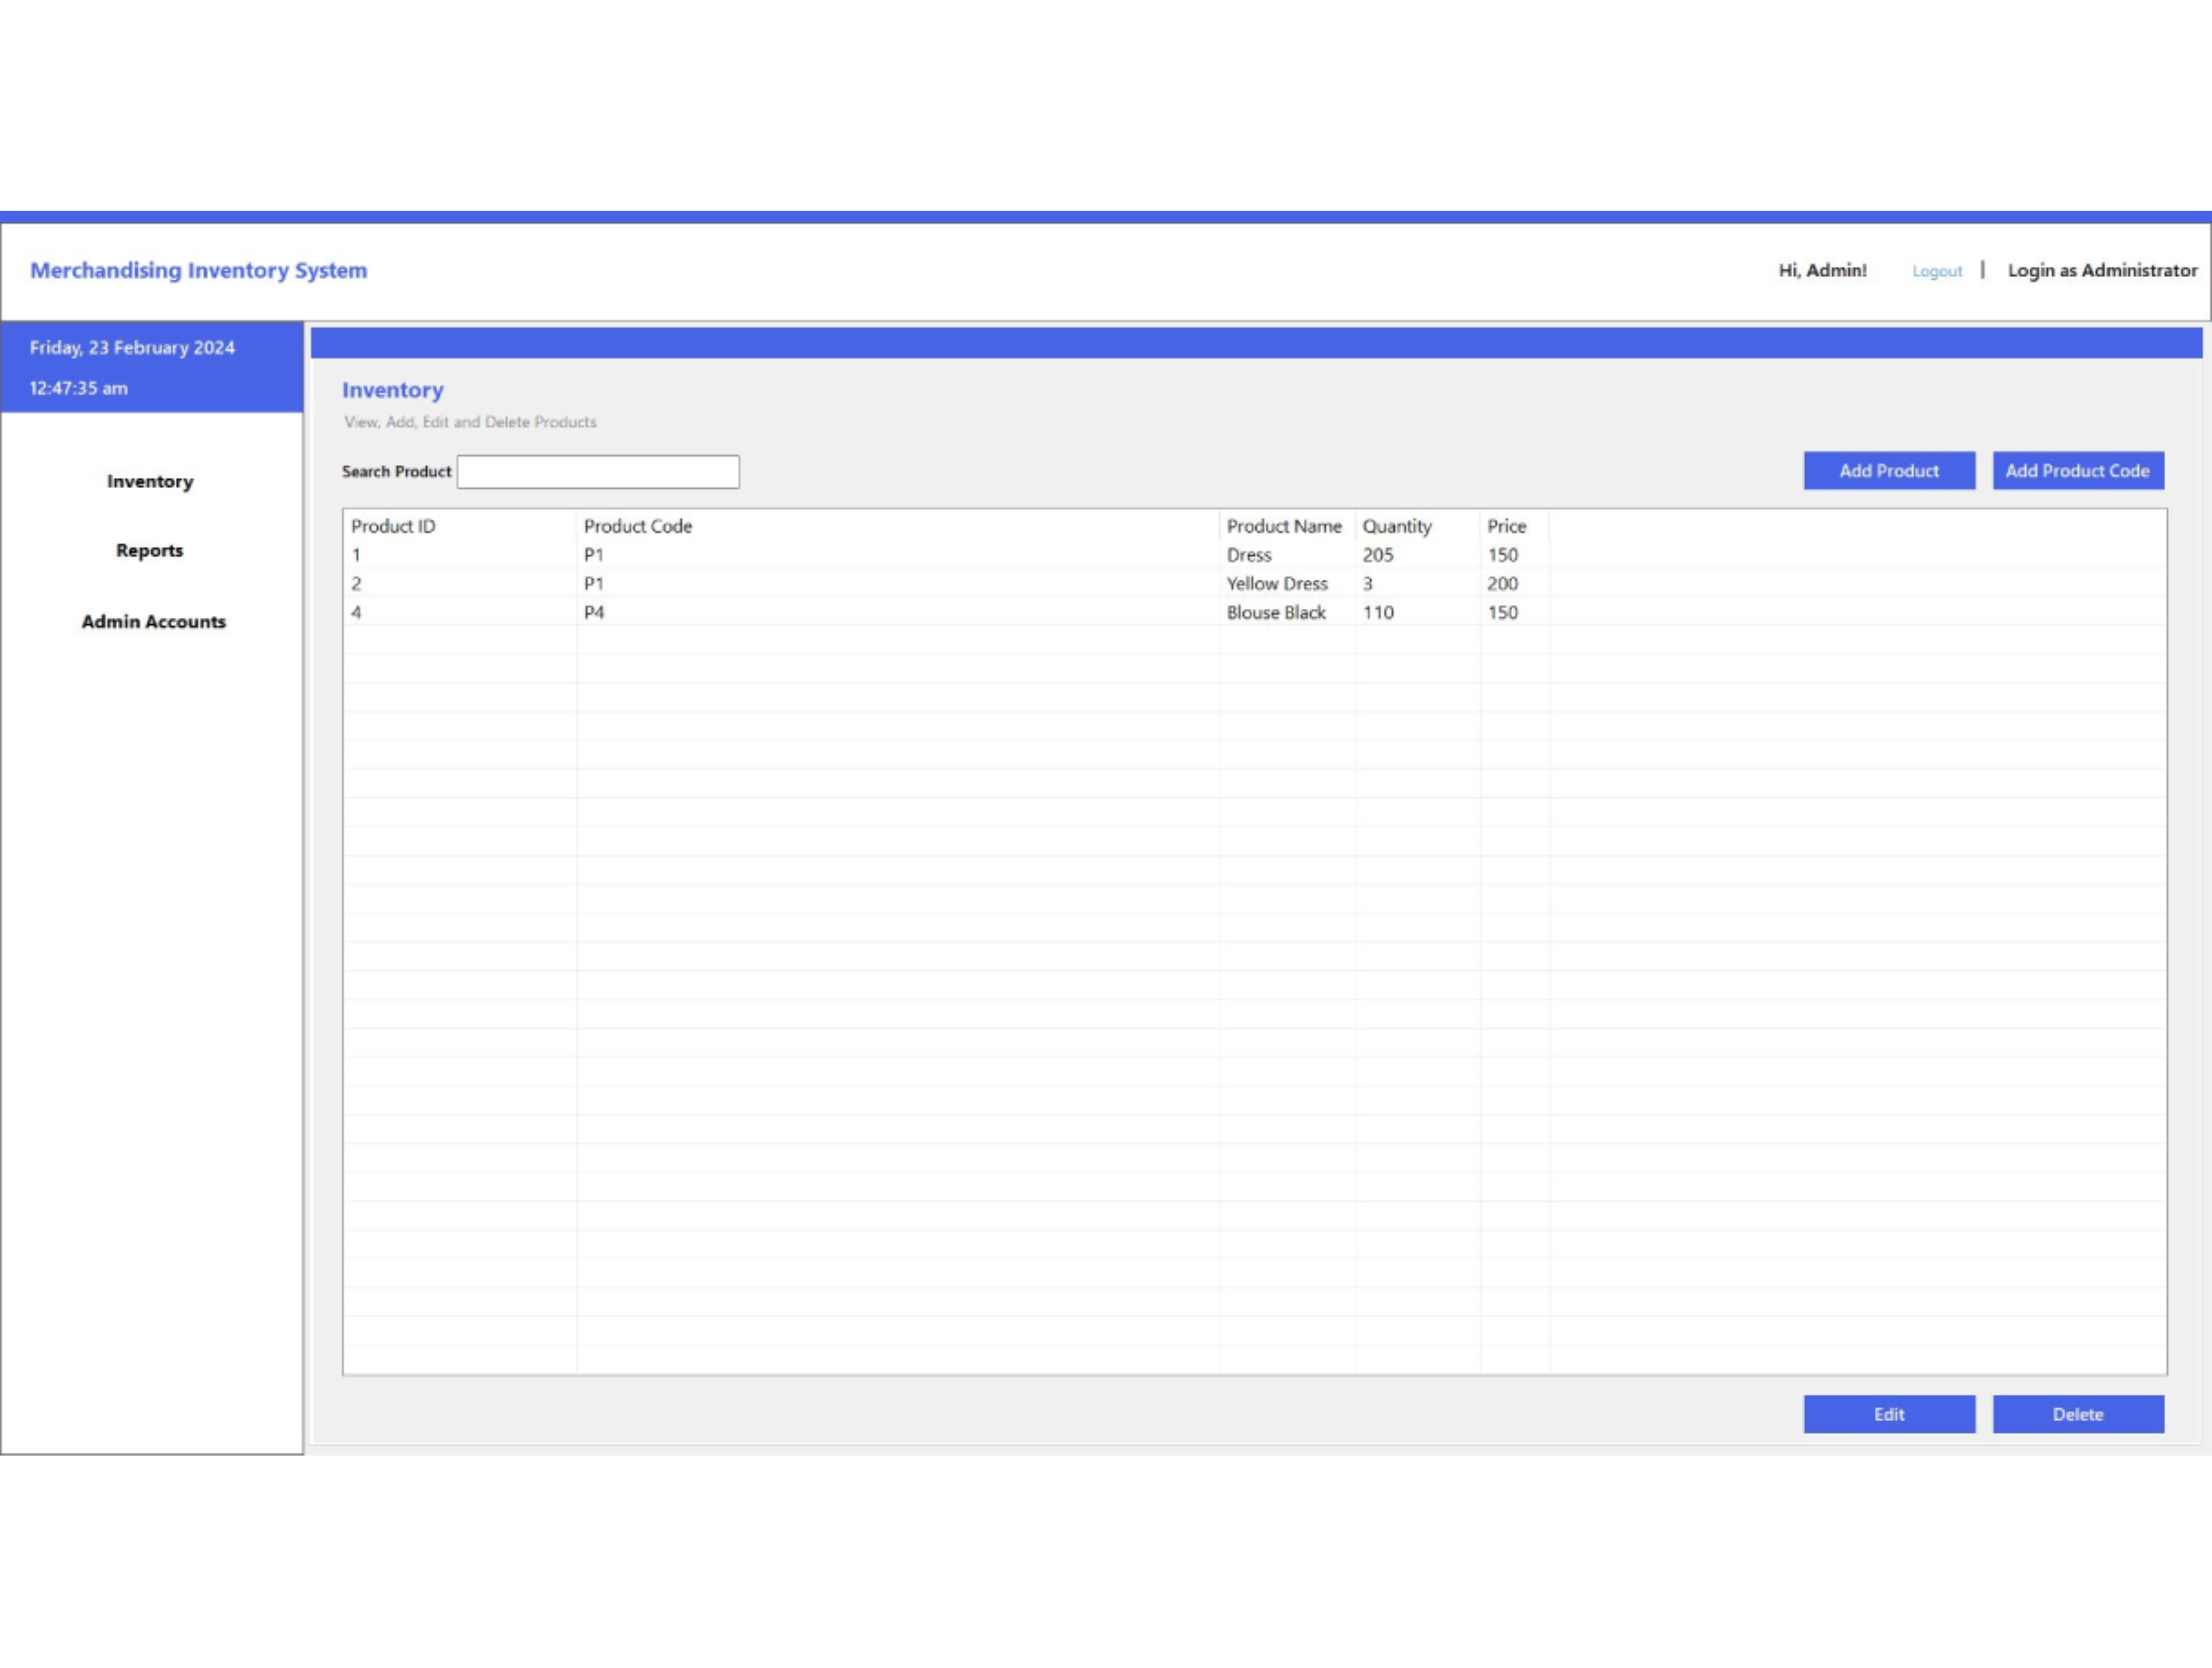 Merchandising Inventory System
Hi, Admin! Logout | Login as Administrator
Friday, 23 February 2024
12:47:35 am
Inventory
Reports
Admin Accounts
Inventory
View, Add, Edit and Delete Products
Search Product
Add Product Add Product Code
Product ID Product Code Product Name Quantity Price
1 P1 Dress 205 150
2 P1 Yellow Dress 3 200
4 P4 Blouse Black 110 150
Edit Delete